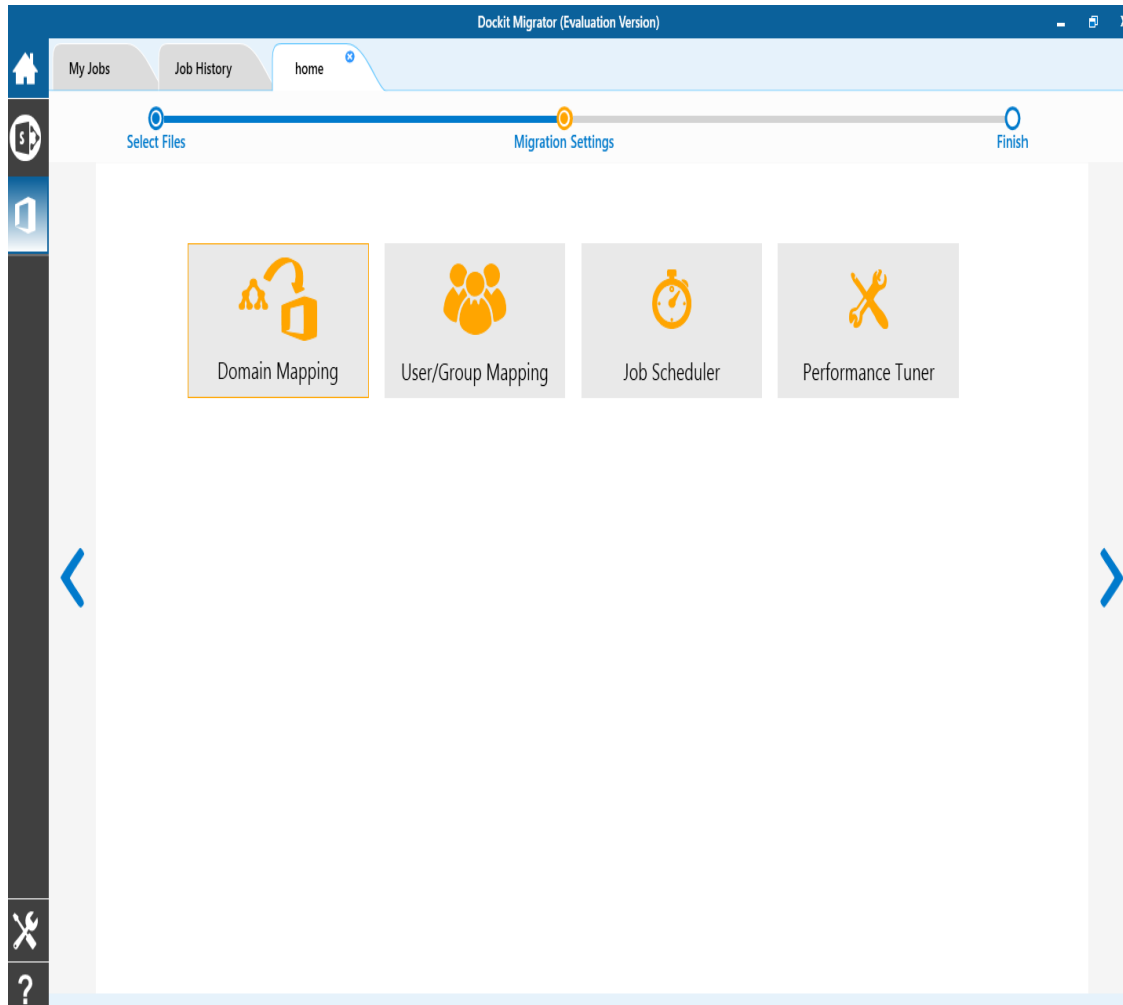 Dockit Migrator (Evaluation Version)
My Jobs
Job History
home
Select Files
Migration Settings
Finish
S
Domain Mapping
User/Group Mapping
Job Scheduler
Performance Tuner
?